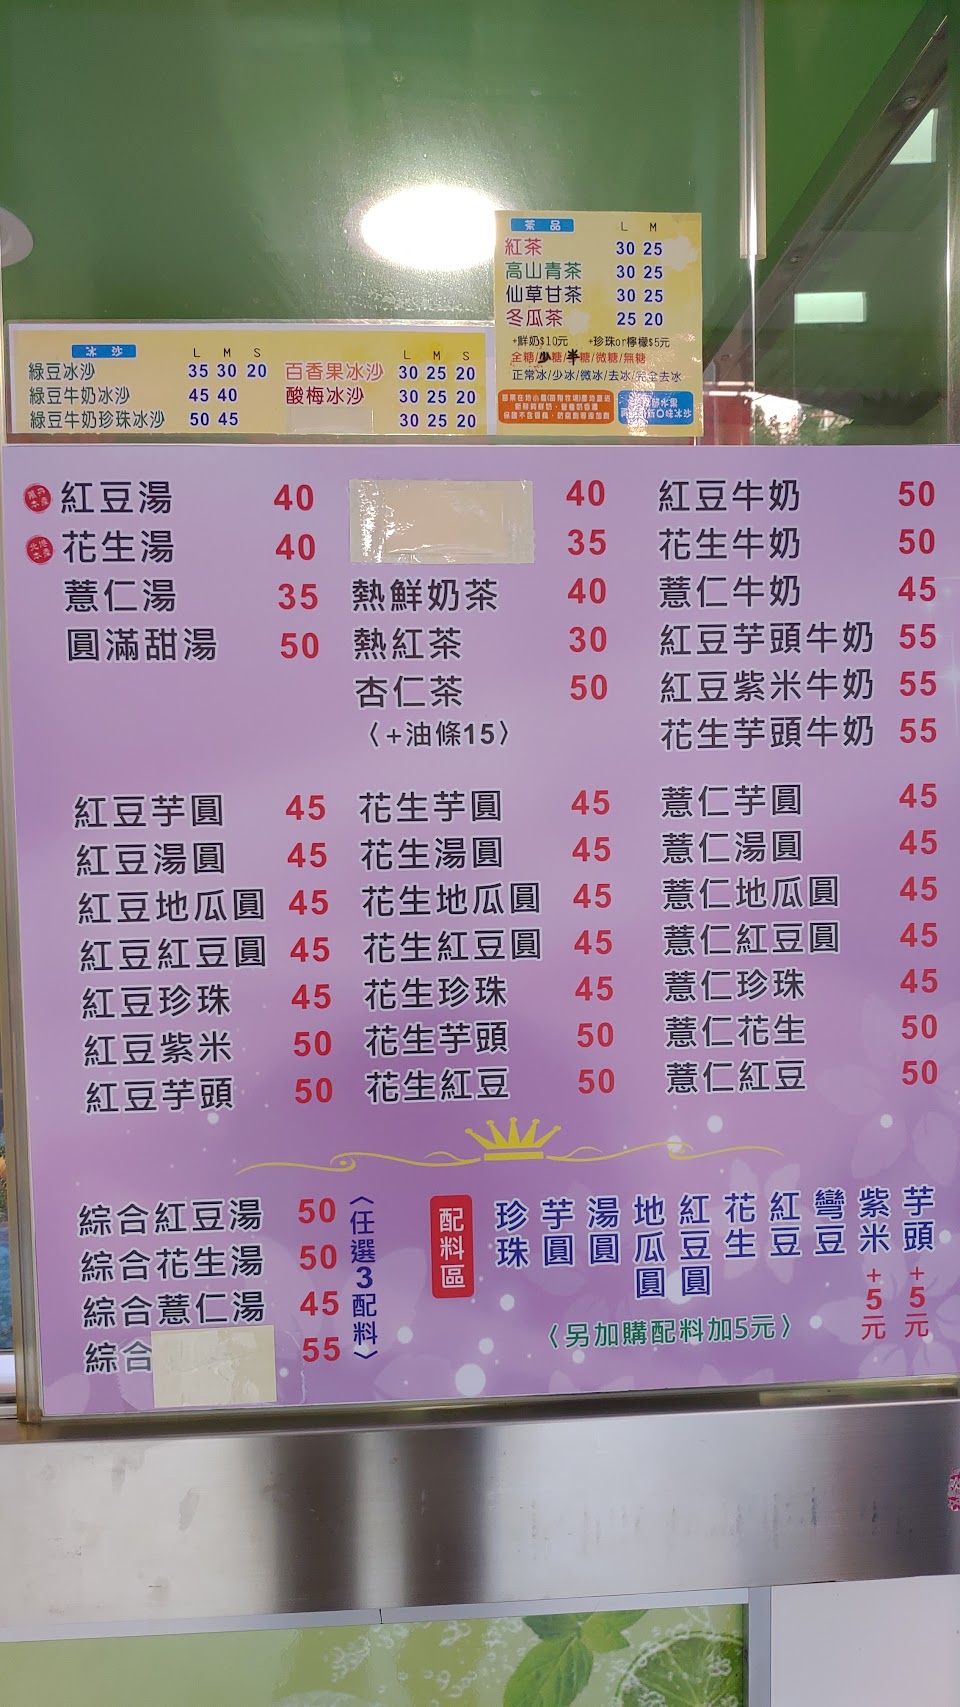 茶品 L M
紅茶 30 25
高山青茶 30 25
仙草甘茶 30 25
冬瓜茶 25 20
+鮮奶$10元 +珍珠or檸檬$5元
全糖/少糖/半糖/微糖/無糖
正常冰/少冰/微冰/去冰/完全去冰
冰沙 L M S
綠豆冰沙 35 30 20
綠豆牛奶冰沙 45 40
綠豆牛奶珍珠冰沙 50 45
L M S
百香果冰沙 30 25 20
酸梅冰沙 30 25 20
30 25 20
紅豆湯 40
花生湯 40
薏仁湯 35
圓滿甜湯 50
40
35
熱鮮奶茶 40
熱紅茶 30
杏仁茶 50
〈+油條15〉
紅豆牛奶 50
花生牛奶 50
薏仁牛奶 45
紅豆芋頭牛奶 55
紅豆紫米牛奶 55
花生芋頭牛奶 55
紅豆芋圓 45
紅豆湯圓 45
紅豆地瓜圓 45
紅豆紅豆圓 45
紅豆珍珠 45
紅豆紫米 50
紅豆芋頭 50
花生芋圓 45
花生湯圓 45
花生地瓜圓 45
花生紅豆圓 45
花生珍珠 45
花生芋頭 50
花生紅豆 50
薏仁芋圓 45
薏仁湯圓 45
薏仁地瓜圓 45
薏仁紅豆圓 45
薏仁珍珠 45
薏仁花生 50
薏仁紅豆 50
綜合紅豆湯 50
綜合花生湯 50
綜合薏仁湯 45
綜合 55
〈任選3配料〉
配料區
珍珠
芋圓
湯圓
地瓜圓
紅豆圓
花生
紅豆
彎豆
紫米+5元
芋頭+5元
〈另加購配料加5元〉